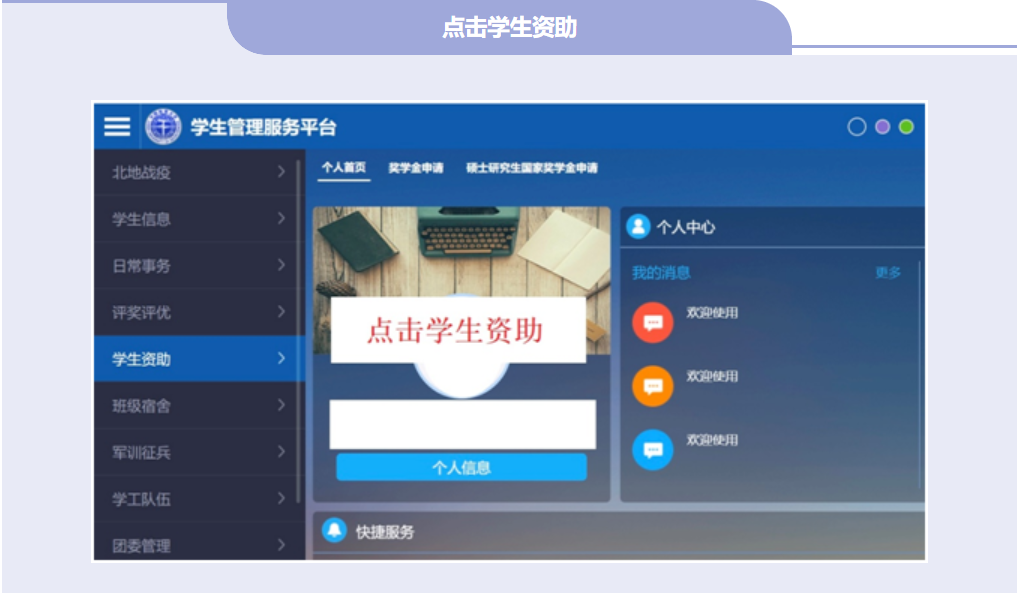 点击学生资助
学生管理服务平台
北地战疫
学生信息
日常事务
评奖评优
学生资助
班级宿舍
军训征兵
学工队伍
团委管理
个人首页 奖学金申请 硕士研究生国家奖学金申请
点击学生资助
个人信息
个人中心
我的消息 更多
欢迎使用
欢迎使用
欢迎使用
快捷服务